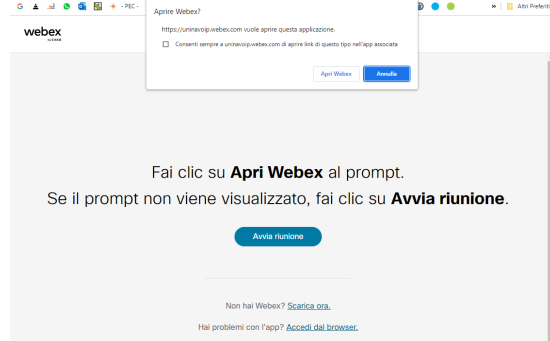 - PEC -
»
Altri Preferiti
Aprire Webex?
https://uninavoip.webex.com vuole aprire questa applicazione.
Consenti sempre a uninavoip.webex.com di aprire link di questo tipo nell'app associata
Apri Webex
Annulla
webex
by CISCO
Fai clic su Apri Webex al prompt.
Se il prompt non viene visualizzato, fai clic su Avvia riunione.
Avvia riunione
Non hai Webex? Scarica ora.
Hai problemi con l'app? Accedi dal browser.